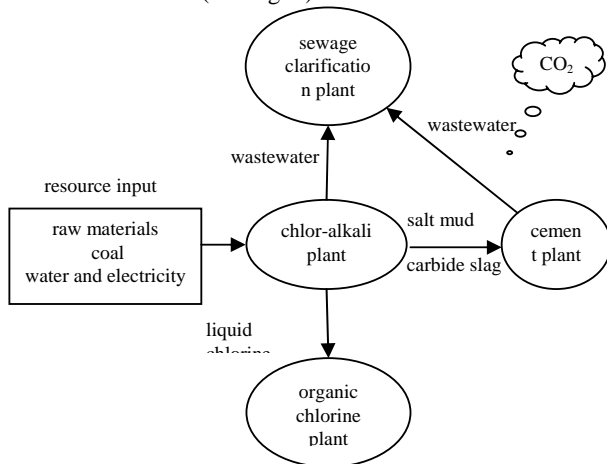 sewage
clarificatio
n plant
CO2
wastewater
wastewater
resource input
raw materials
coal
water and electricity
chlor-alkali
plant
salt mud
carbide slag
cemen
t plant
liquid
chlorine
organic
chlorine
plant